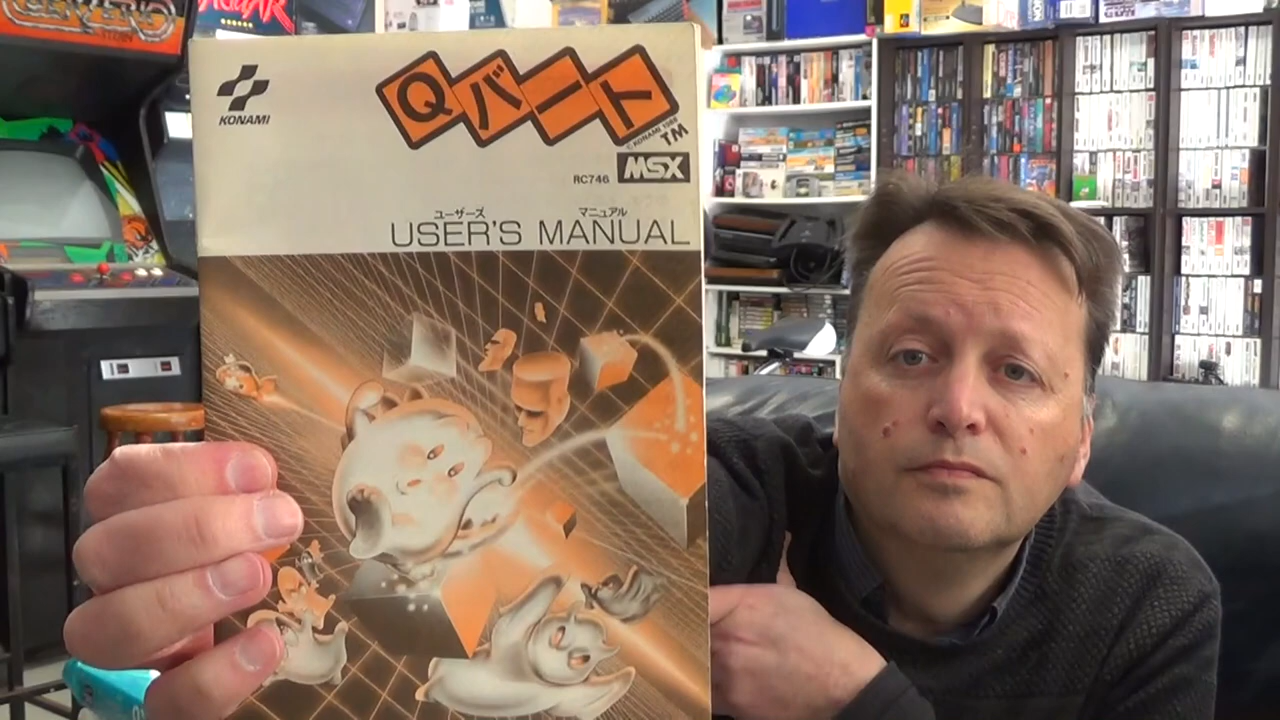 KONAMI
Qバート
© KONAMI 1986
TM
RC746
MSX
ユーザーズ マニュアル
USER'S MANUAL